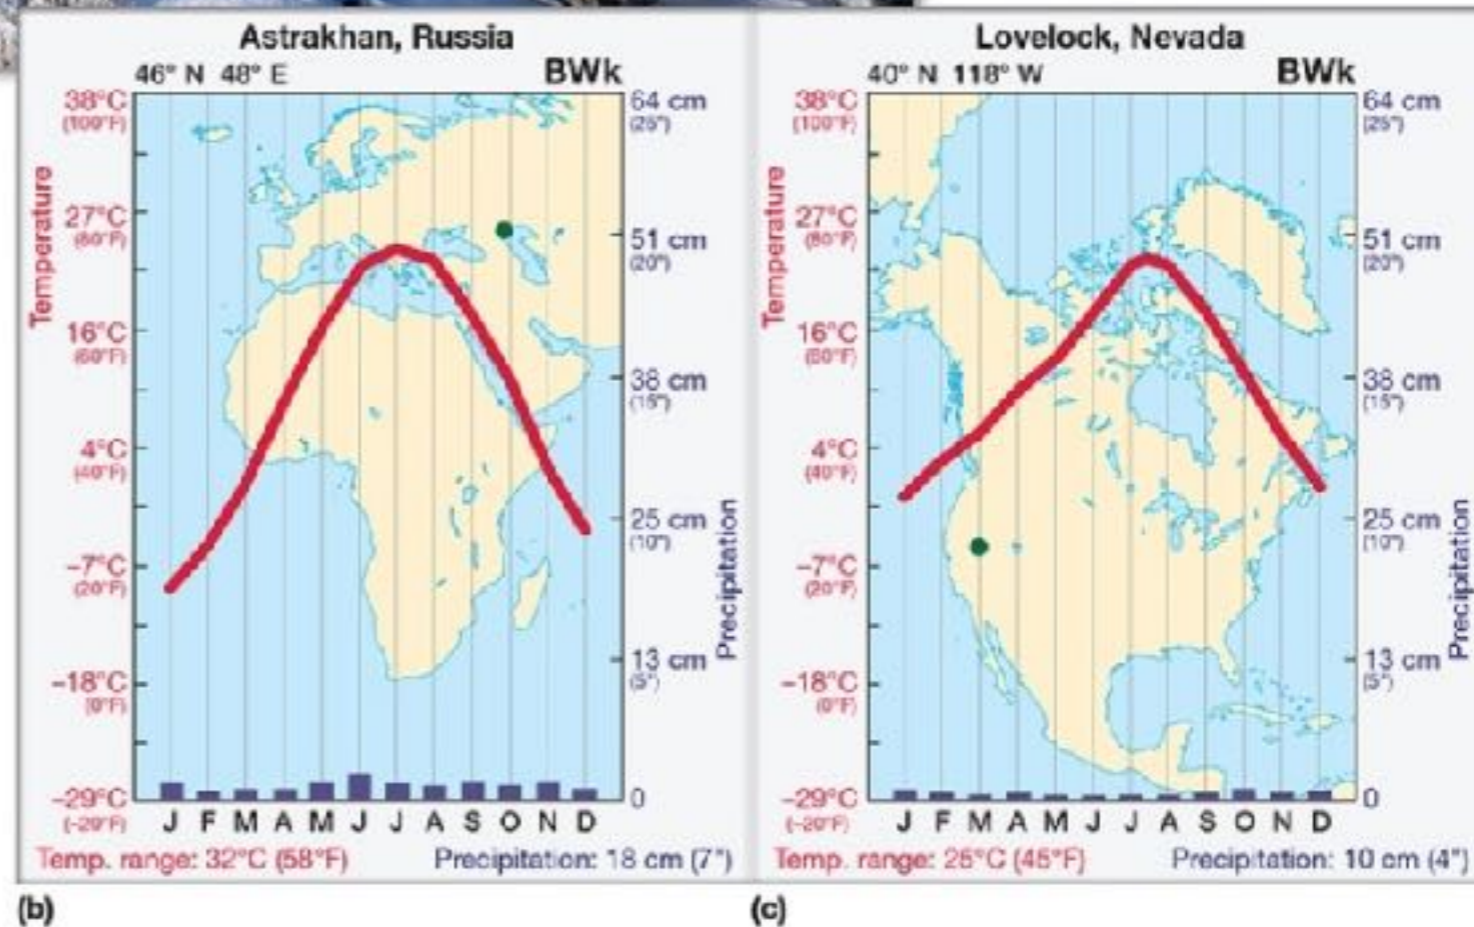 Astrakhan, Russia
46° N 48° E BWk
Temperature
38°C
(100°F)
27°C
(80°F)
16°C
(60°F)
4°C
(40°F)
–7°C
(20°F)
–18°C
(0°F)
–29°C
(–20°F)
64 cm
(25")
51 cm
(20")
38 cm
(15")
25 cm
(10")
13 cm
(5")
0
Precipitation
J F M A M J J A S O N D
Temp. range: 32°C (58°F) Precipitation: 18 cm (7")
(b)
Lovelock, Nevada
40° N 118° W BWk
Temperature
38°C
(100°F)
27°C
(80°F)
16°C
(60°F)
4°C
(40°F)
–7°C
(20°F)
–18°C
(0°F)
–29°C
(–20°F)
64 cm
(25")
51 cm
(20")
38 cm
(15")
25 cm
(10")
13 cm
(5")
0
Precipitation
J F M A M J J A S O N D
Temp. range: 25°C (45°F) Precipitation: 10 cm (4")
(c)